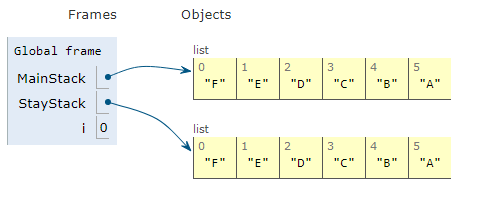 Frames Objects
Global frame
MainStack
StayStack
i 0
list
0 1 2 3 4 5
"F" "E" "D" "C" "B" "A"
list
0 1 2 3 4 5
"F" "E" "D" "C" "B" "A"